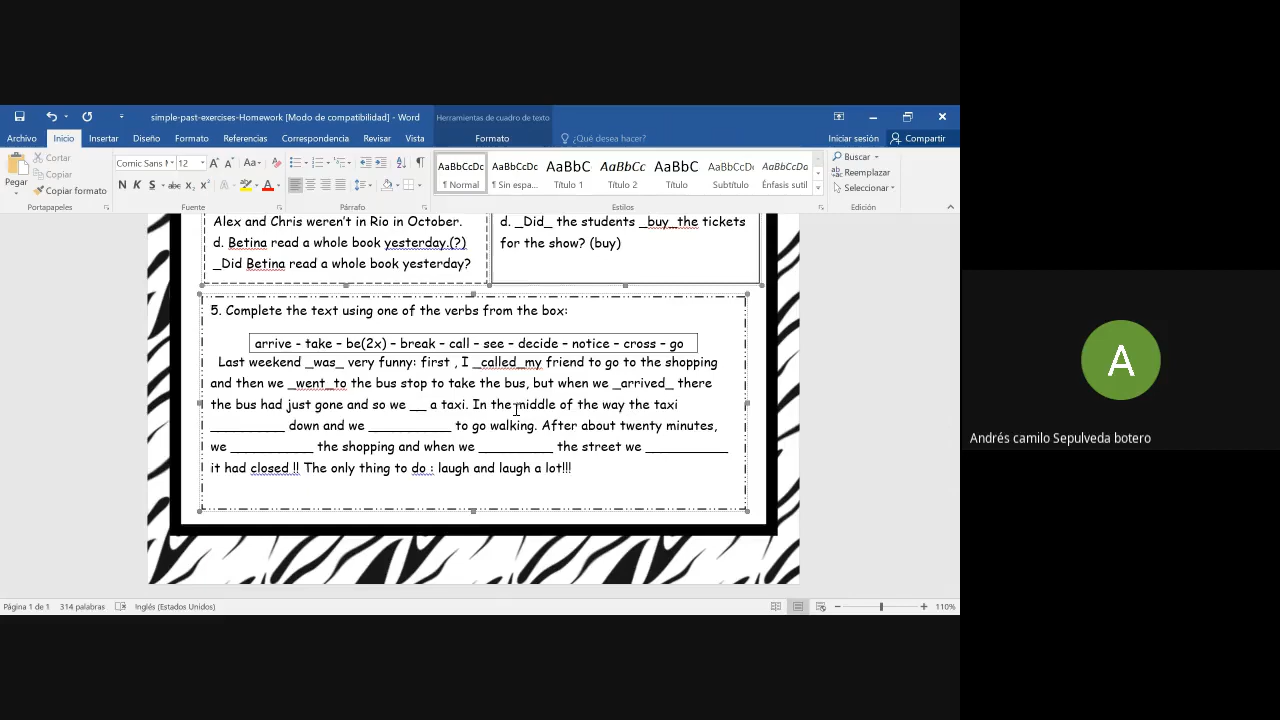 simple-past-exercises-Homework [Modo de compatibilidad] - Word
Herramientas de cuadro de texto
Archivo Inicio Insertar Diseño Formato Referencias Correspondencia Revisar Vista Formato ¿Qué desea hacer? Iniciar sesión Compartir
Pegar
Cortar
Copiar
Copiar formato
Portapapeles
Comic Sans M 12
N K S abc x₂ x²
Fuente
Párrafo
AaBbCcDc AaBbCcDc AaBbC AaBbCc AaBbC AaBbCcDa AaBbCcDa
¶ Normal ¶ Sin espa... Título 1 Título 2 Título Subtítulo Énfasis sutil
Estilos
Buscar
Reemplazar
Seleccionar
Edición
Alex and Chris weren't in Rio in October.
d. Betina read a whole book yesterday.(?)
_Did Betina read a whole book yesterday?
d. _Did_ the students _buy_the tickets
for the show? (buy)
5. Complete the text using one of the verbs from the box:
arrive - take – be(2x) – break – call – see – decide – notice – cross – go
Last weekend _was_ very funny: first , I _called_my friend to go to the shopping
and then we _went_to the bus stop to take the bus, but when we _arrived_ there
the bus had just gone and so we __ a taxi. In the middle of the way the taxi
_________ down and we __________ to go walking. After about twenty minutes,
we __________ the shopping and when we _________ the street we __________
it had closed !! The only thing to do : laugh and laugh a lot!!!
Página 1 de 1 314 palabras Inglés (Estados Unidos) 110%
A
Andrés camilo Sepulveda botero